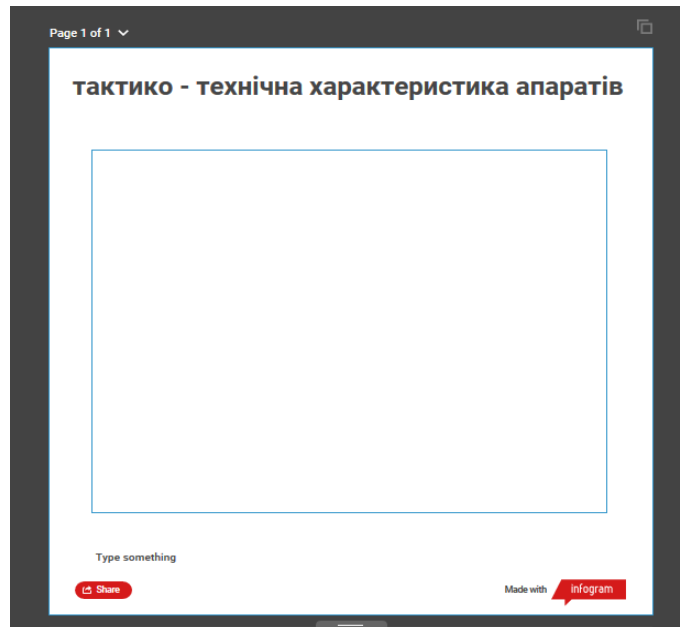 Page 1 of 1
тактико - технічна характеристика апаратів
Type something
Share
Made with infogram